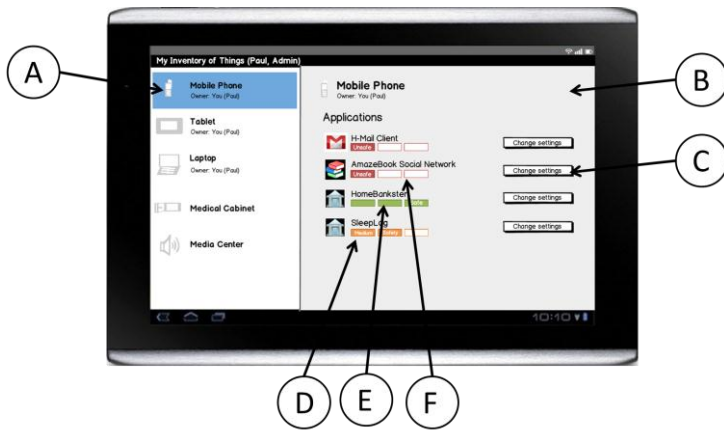 My Inventory of Things (Paul, Admin)
Mobile Phone
Owner: You (Paul)
Tablet
Owner: You (Paul)
Laptop
Owner: You (Paul)
Medical Cabinet
Media Center
Mobile Phone
Owner: You (Paul)
Applications
H-Mail Client
Unsafe
Change settings
AmazeBook Social Network
Unsafe
Change settings
HomeBankster
Safe
Change settings
SleepLog
Medium Safety
Change settings
10:10
A
B
C
D
E
F